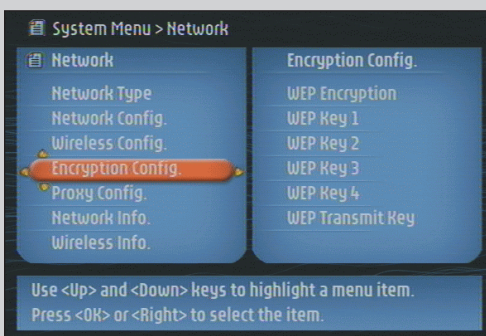 System Menu > Network
Network
Network Type
Network Config.
Wireless Config.
Encryption Config.
Proxy Config.
Network Info.
Wireless Info.
Encryption Config.
WEP Encryption
WEP Key 1
WEP Key 2
WEP Key 3
WEP Key 4
WEP Transmit Key
Use <Up> and <Down> keys to highlight a menu item.
Press <OK> or <Right> to select the item.